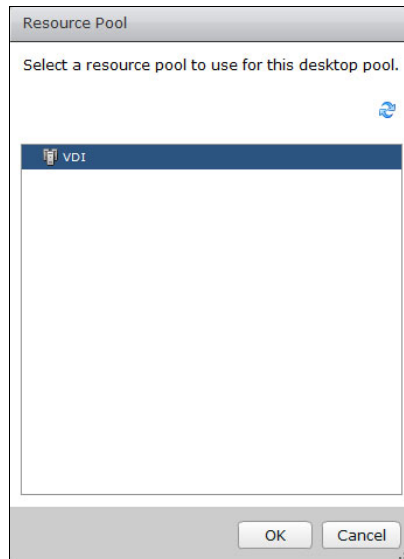 Resource Pool
Select a resource pool to use for this desktop pool.
VDI
OK Cancel